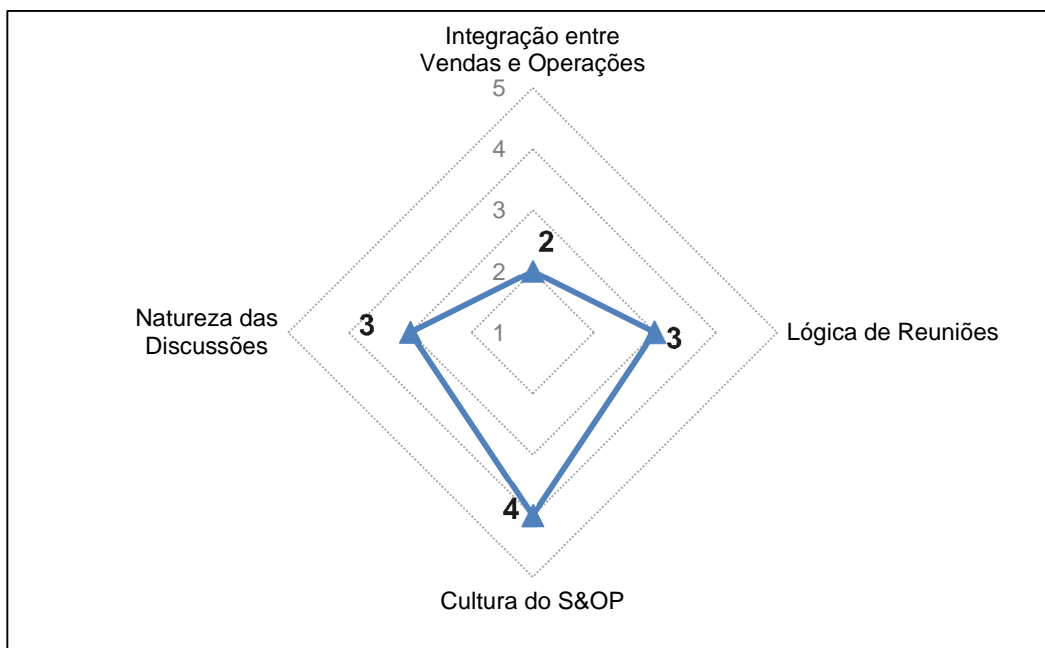 Integração entre
Vendas e Operações
5
4
3
2
2
Natureza das
Discussões
3
1
3
Lógica de Reuniões
4
Cultura do S&OP